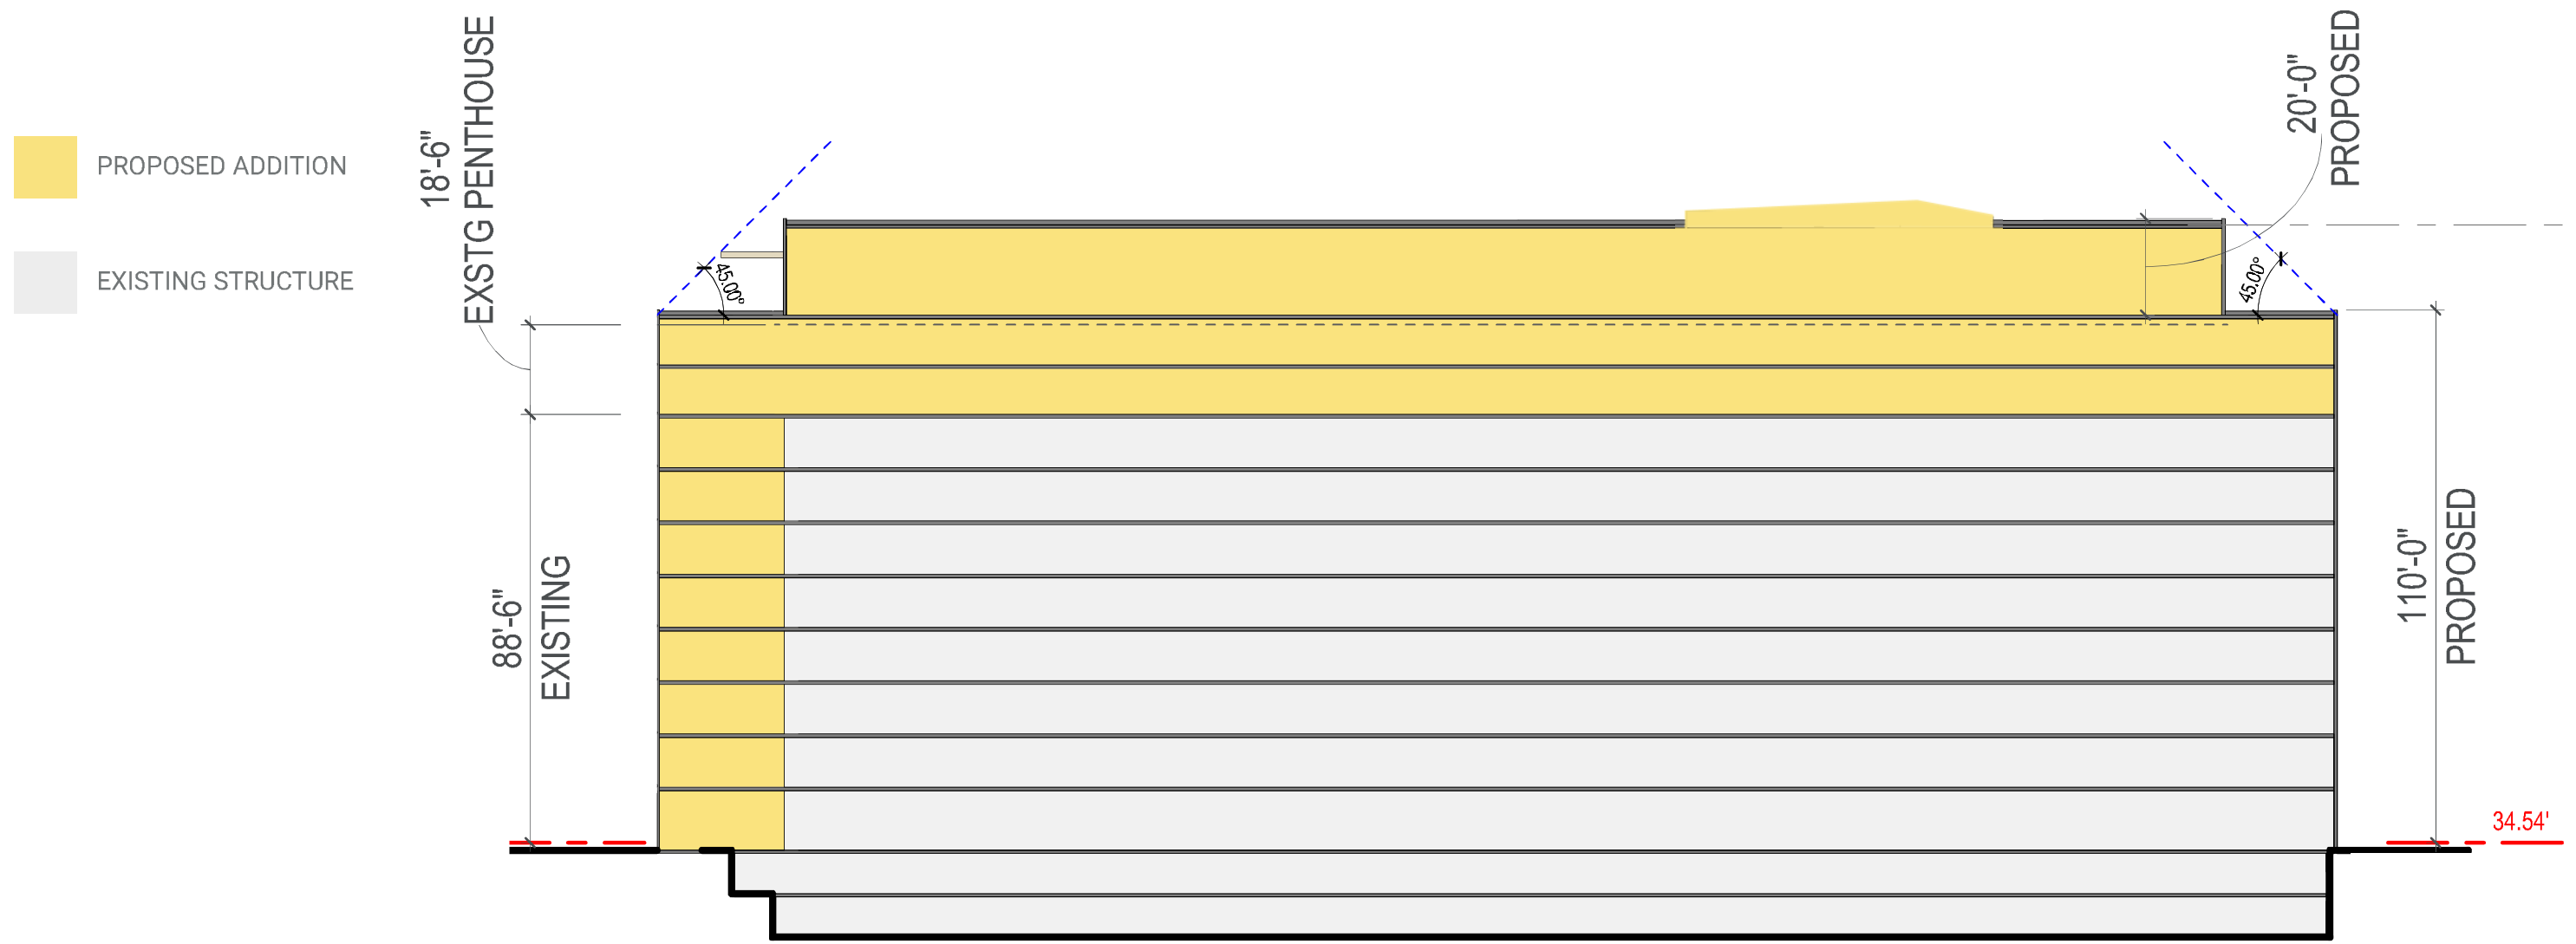 PROPOSED ADDITION
EXISTING STRUCTURE
18'-6"
EXSTG PENTHOUSE
88'-6"
EXISTING
45.00°
45.00°
20'-0"
PROPOSED
110'-0"
PROPOSED
34.54'